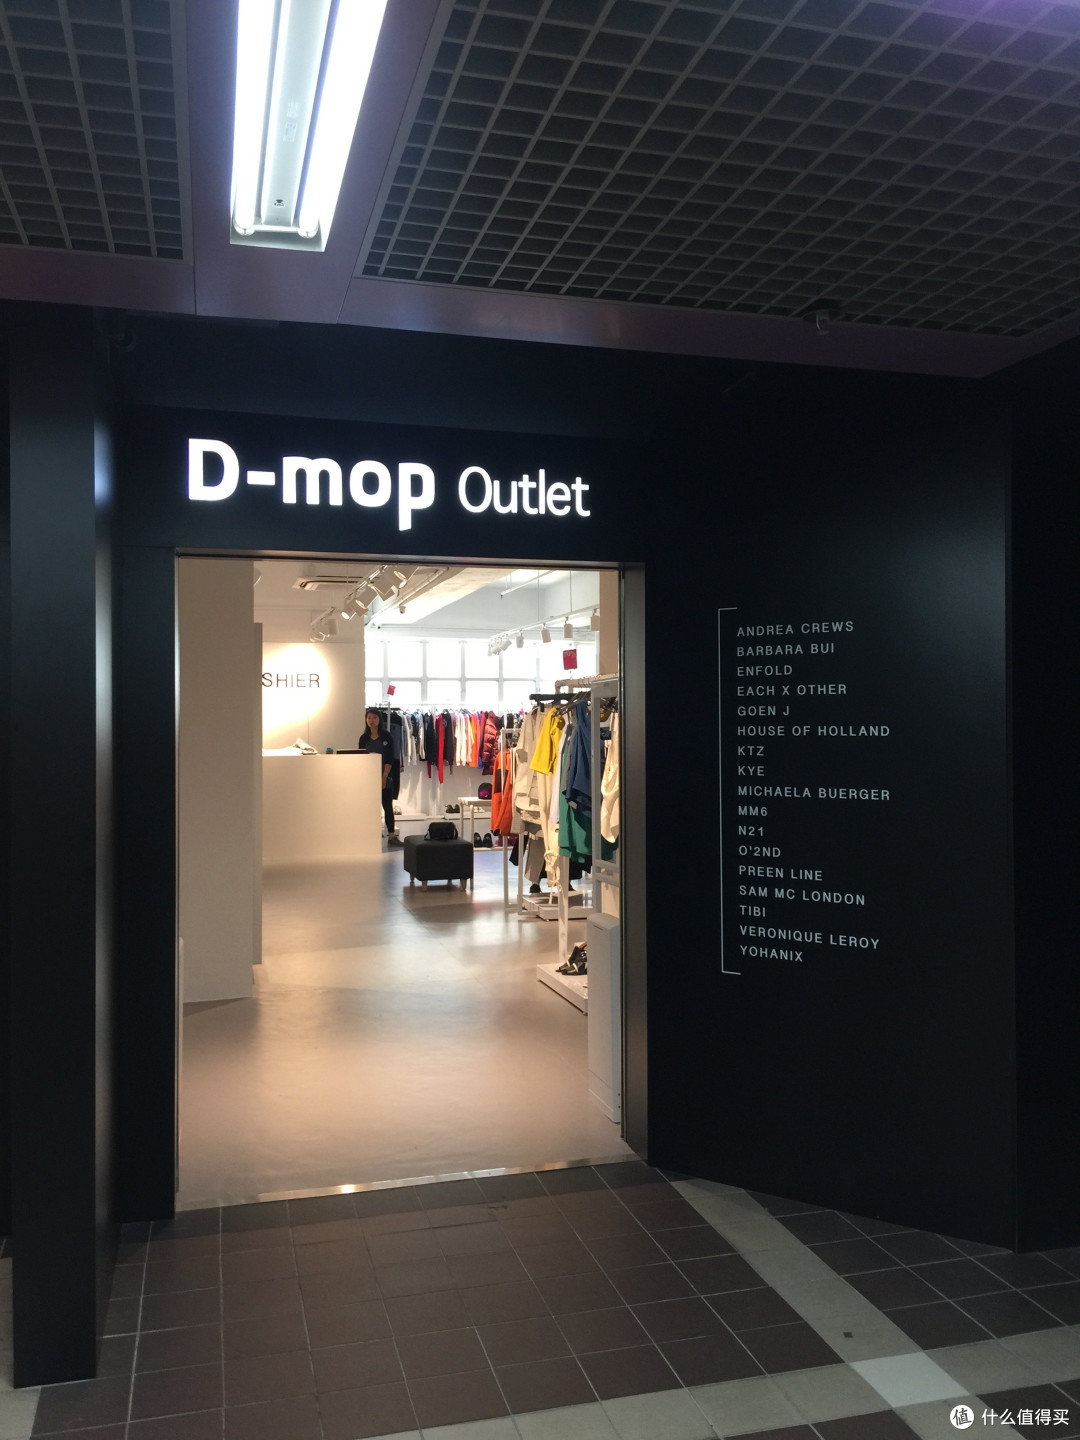 D-mop Outlet
SHIER
ANDREA CREWS
BARBARA BUI
ENFOLD
EACH X OTHER
GOEN J
HOUSE OF HOLLAND
KTZ
KYE
MICHAELA BUERGER
MM6
N21
O'2ND
PREEN LINE
SAM MC LONDON
TIBI
VERONIQUE LEROY
YOHANIX
值 什么值得买